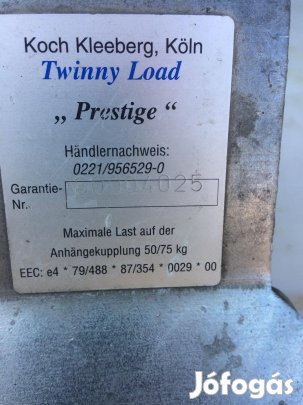 Koch Kleeberg, Köln
Twinny Load
„ Prestige “
Händlernachweis:
0221/956529-0
Garantie-
Nr.
Maximale Last auf der
Anhängekupplung 50/75 kg
EEC: e4 * 79/488 * 87/354 * 0029 * 00
Jófogás